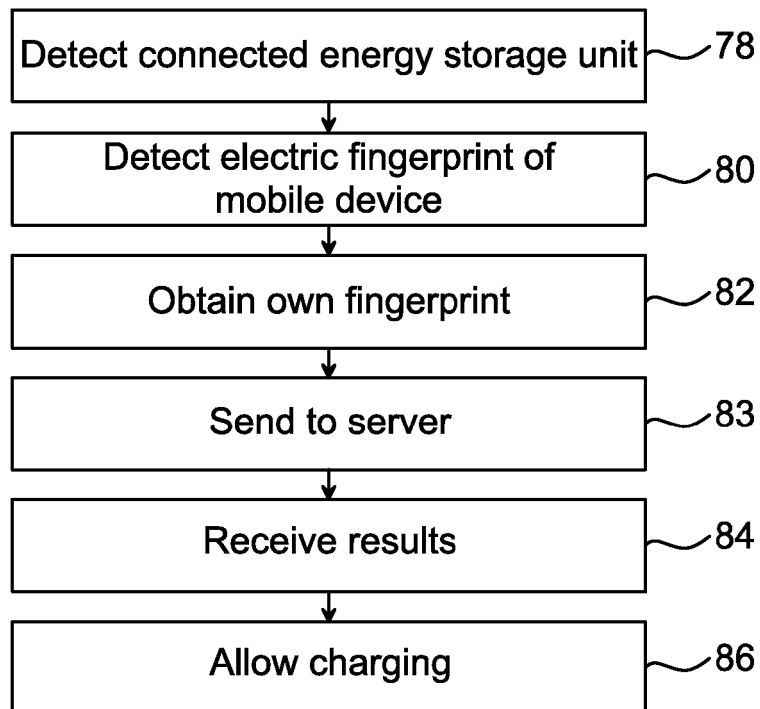 Detect connected energy storage unit 78
Detect electric fingerprint of
mobile device 80
Obtain own fingerprint 82
Send to server 83
Receive results 84
Allow charging 86